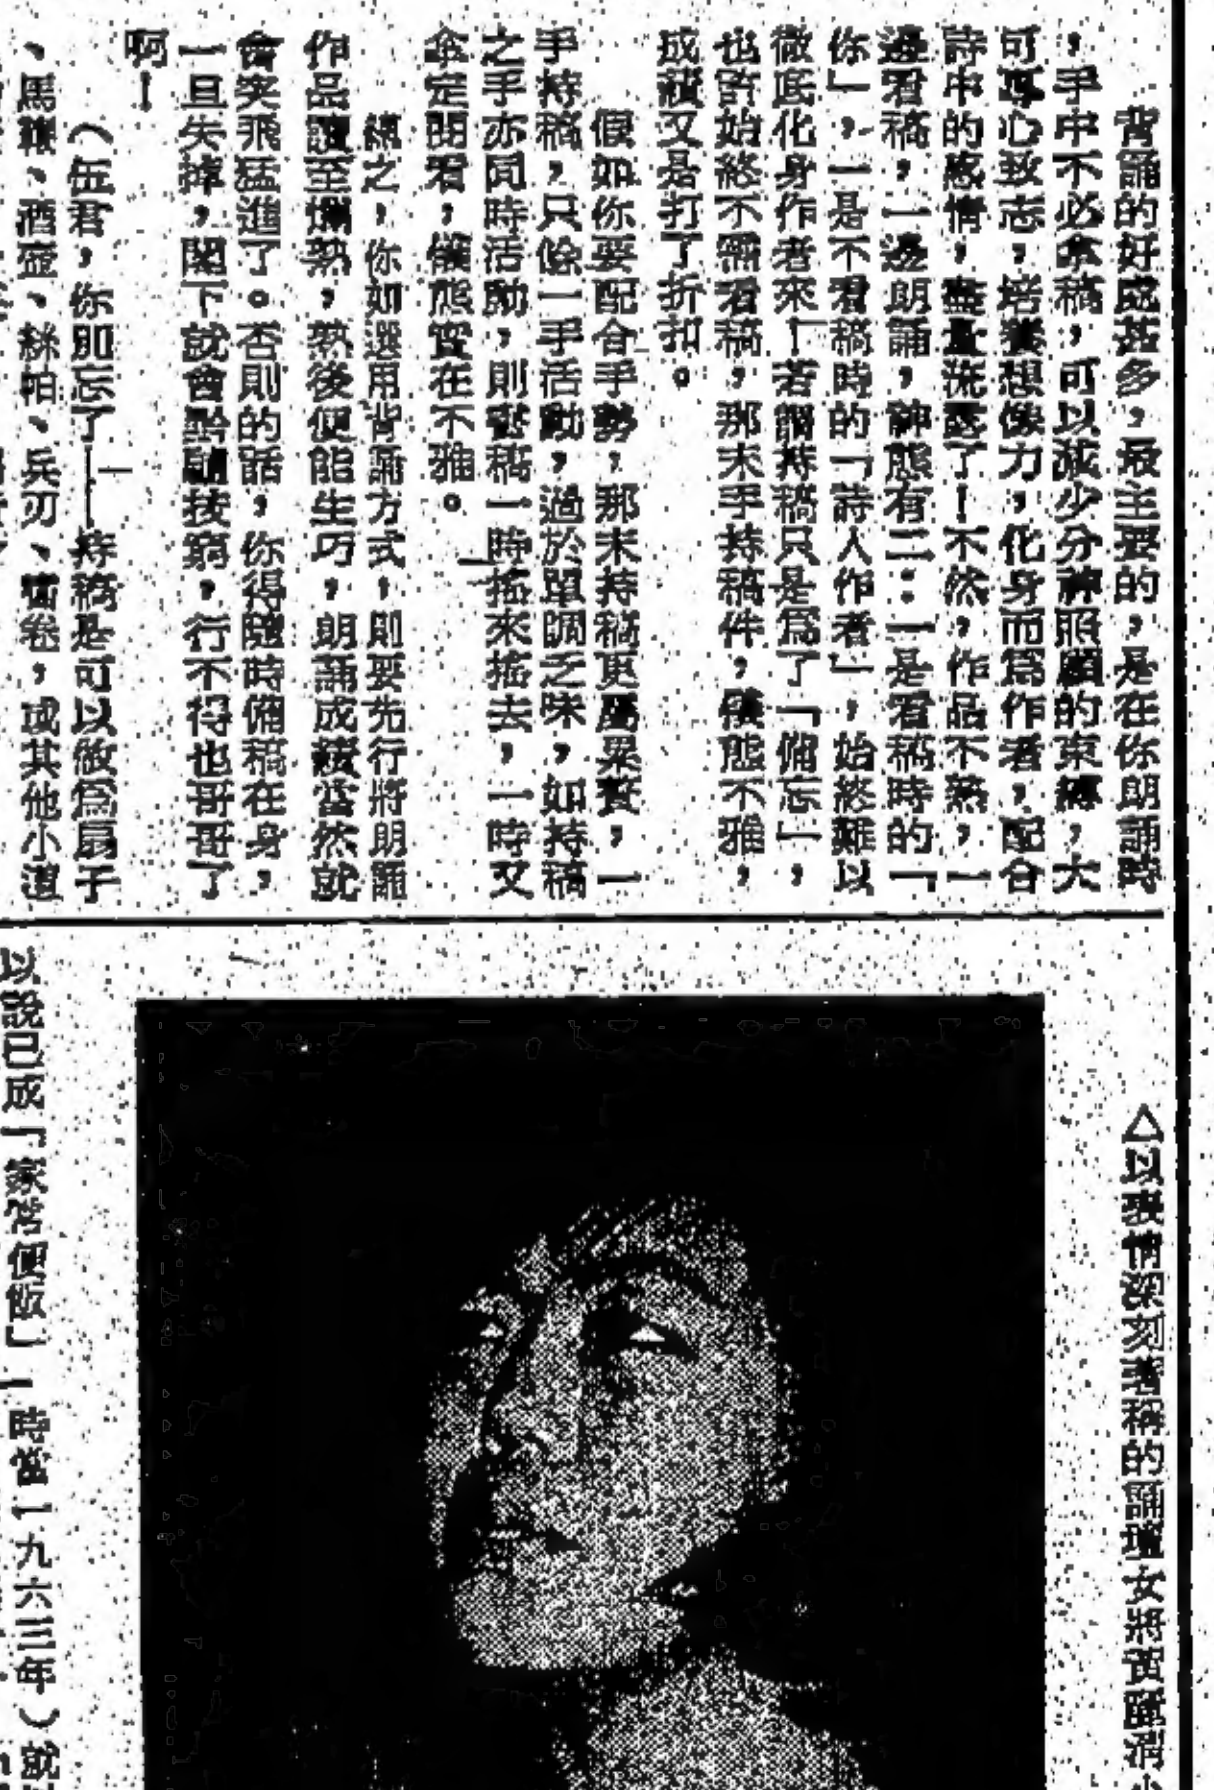 背誦的好處甚多，最主要的，是在你朗誦時
，手中不必拿稿，可以減少分神照顧的束縛，大
可專心致志，培養想像力，化身而爲作者，配合
詩中的感情，盡量流露了！不然，作品不熟，一
邊看稿，一邊朗誦，神態有二：一是看稿時的「
你」，一是不看稿時的「詩人作者」，始終難以
徹底化身作者來！若謂持稿只是爲了「備忘」，
也許始終不需看稿，那末手持稿件，儀態不雅，
成績又是打了折扣。
假如你要配合手勢，那末持稿更屬累贅，一
手持稿，只餘一手活動，過於單調乏味，如持稿
之手亦同時活動，則書稿一時搖來搖去，一時又
拿定閱看，儀態實在不雅。
總之，你如選用背誦方式，則要先行將朗誦
作品讀至爛熟，熟後便能生巧，朗誦成績當然就
會突飛猛進了。否則的話，你得隨時備稿在身，
一旦失掉，閣下就會黔驢技窮，行不得也哥哥了
啊！
（伍君，你別忘了——持稿是可以做爲扇子
、馬鞭、酒壺、絲帕、兵刃、書卷，或其他小道
△以表情深刻著稱的誦壇女將黃
以說已成「家常便飯」！時當一九六三年（就